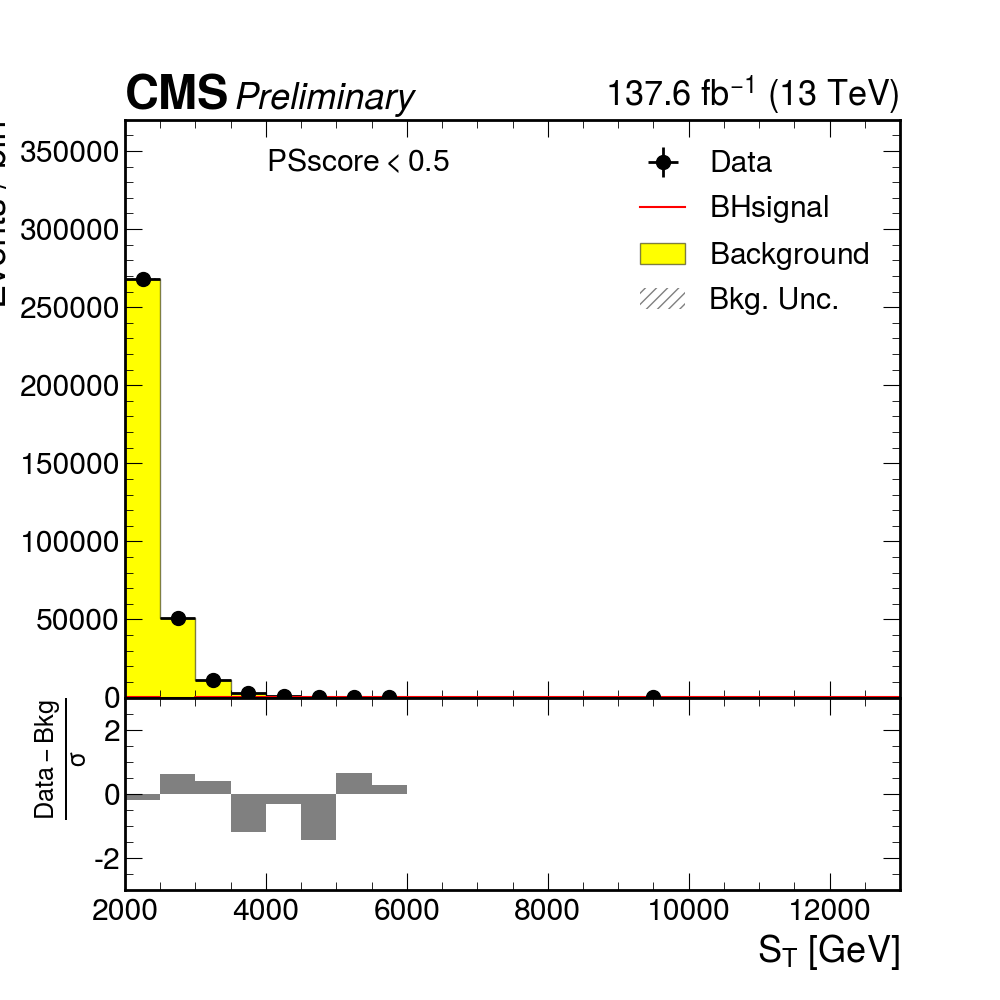 CMS Preliminary 137.6 fb⁻¹ (13 TeV)
PSscore < 0.5
Data
BHsignal
Background
Bkg. Unc.
350000
300000
250000
200000
150000
100000
50000
0
Data – Bkg
σ
2
0
-2
2000 4000 6000 8000 10000 12000
S_T [GeV]